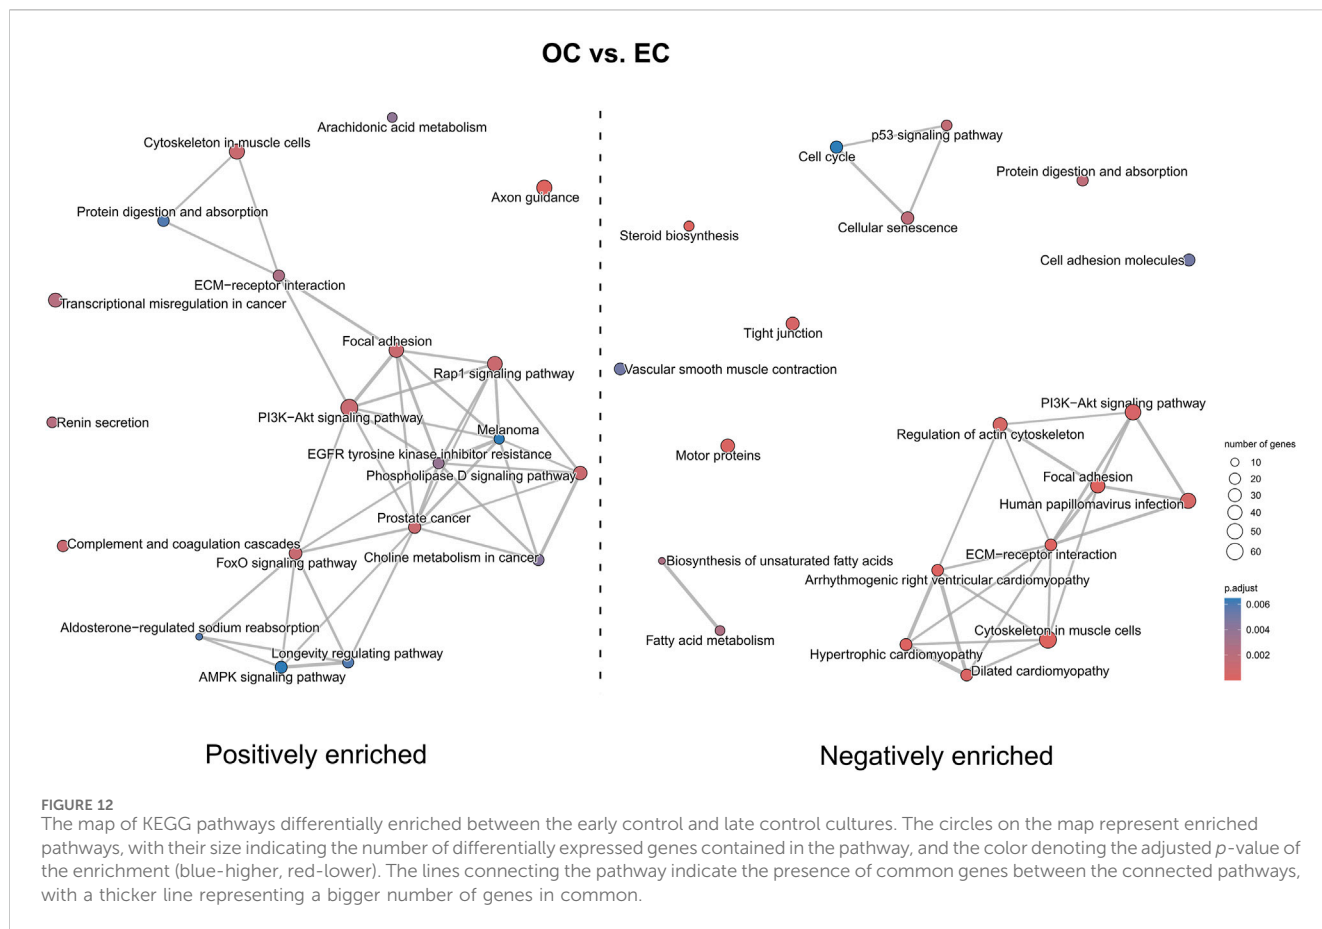 OC vs. EC
Arachidonic acid metabolism
Cytoskeleton in muscle cells
Axon guidance
Protein digestion and absorption
ECM−receptor interaction
Transcriptional misregulation in cancer
Focal adhesion
Rap1 signaling pathway
PI3K−Akt signaling pathway
Renin secretion
Melanoma
EGFR tyrosine kinase inhibitor resistance
Phospholipase D signaling pathway
Prostate cancer
Complement and coagulation cascades
Choline metabolism in cancer
FoxO signaling pathway
Aldosterone−regulated sodium reabsorption
Longevity regulating pathway
AMPK signaling pathway
Positively enriched
p53 signaling pathway
Cell cycle
Protein digestion and absorption
Cellular senescence
Steroid biosynthesis
Cell adhesion molecules
Tight junction
Vascular smooth muscle contraction
PI3K−Akt signaling pathway
Regulation of actin cytoskeleton
Motor proteins
Focal adhesion
Human papillomavirus infection
ECM−receptor interaction
Biosynthesis of unsaturated fatty acids
Arrhythmogenic right ventricular cardiomyopathy
Cytoskeleton in muscle cells
Fatty acid metabolism
Hypertrophic cardiomyopathy
Dilated cardiomyopathy
Negatively enriched
number of genes
10
20
30
40
50
60
p.adjust
0.006
0.004
0.002
FIGURE 12
The map of KEGG pathways differentially enriched between the early control and late control cultures. The circles on the map represent enriched
pathways, with their size indicating the number of differentially expressed genes contained in the pathway, and the color denoting the adjusted p-value of
the enrichment (blue-higher, red-lower). The lines connecting the pathway indicate the presence of common genes between the connected pathways,
with a thicker line representing a bigger number of genes in common.